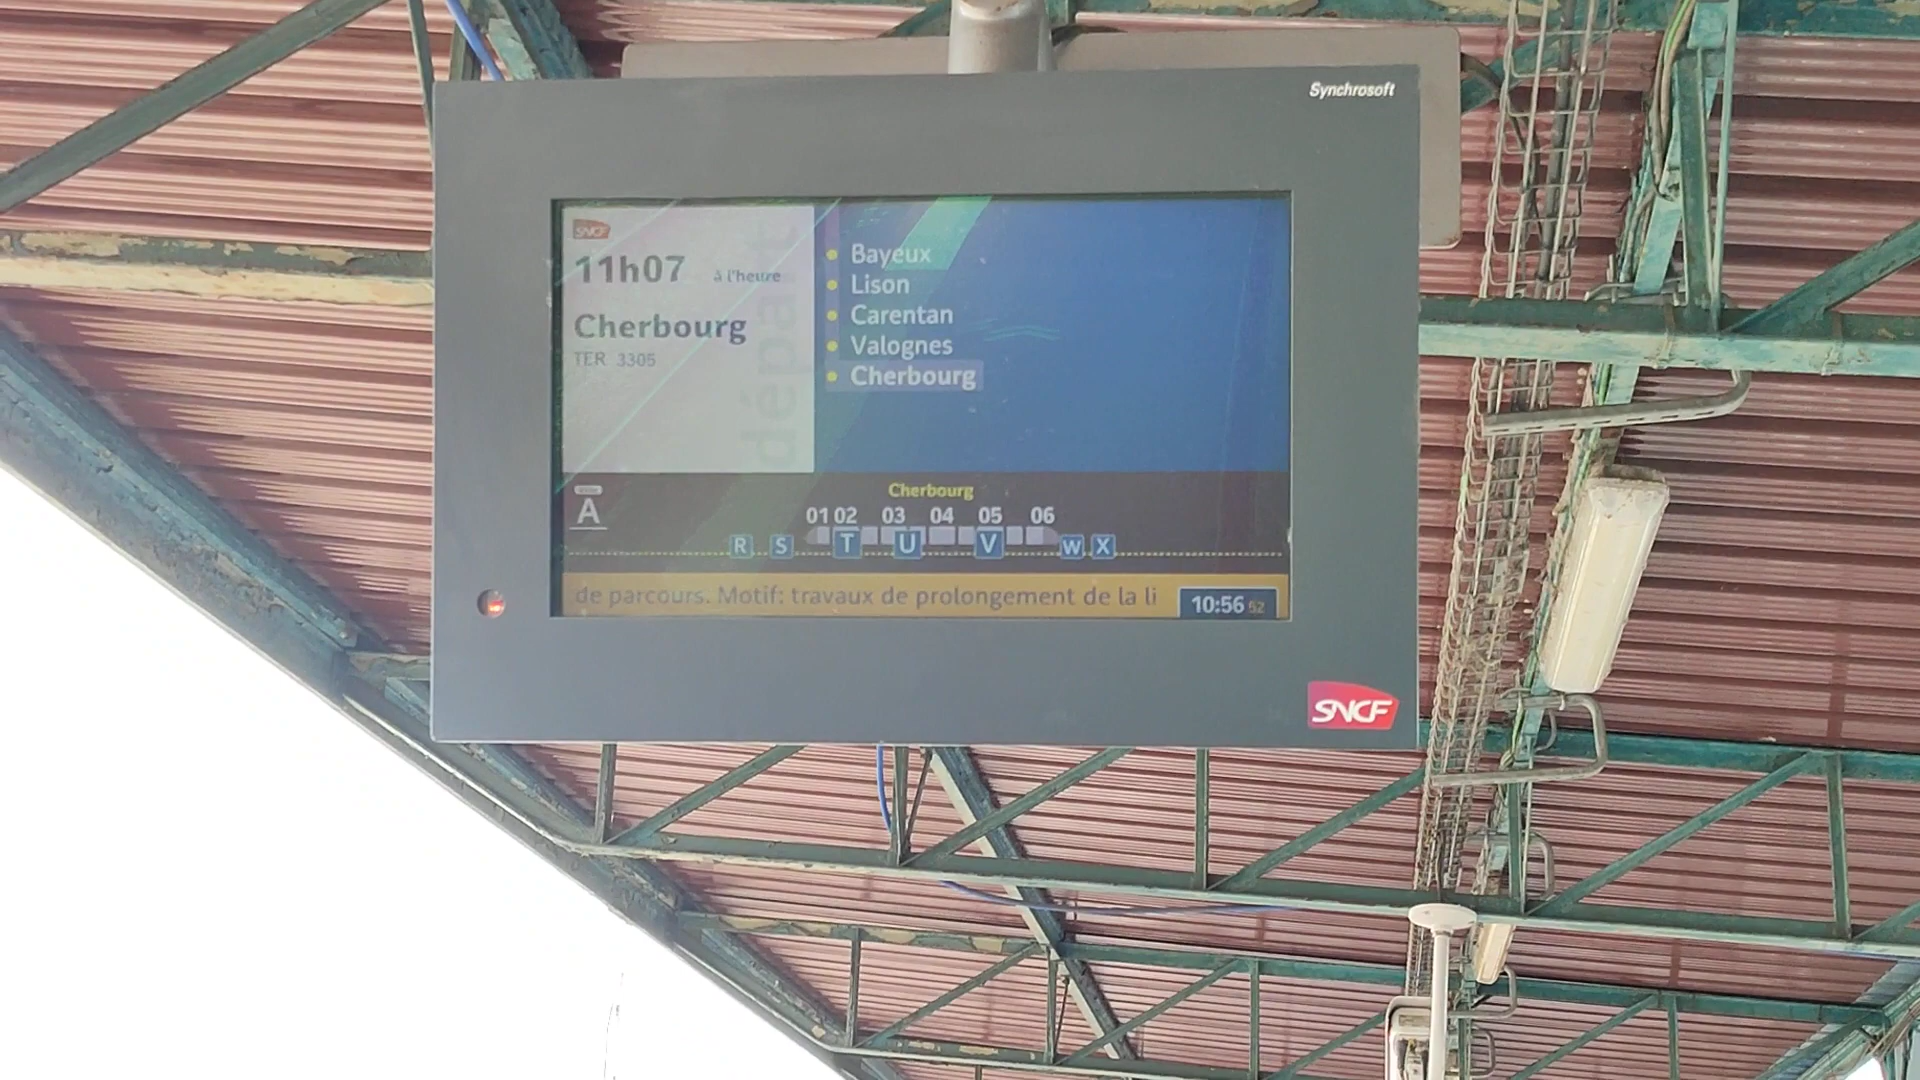 Synchrosoft
SNCF
11h07 à l'heure
Cherbourg
TER 3305
départ
Bayeux
Lison
Carentan
Valognes
Cherbourg
A
Cherbourg
01 02 03 04 05 06
R S T U V W X
de parcours. Motif: travaux de prolongement de la li
10:56 52
SNCF